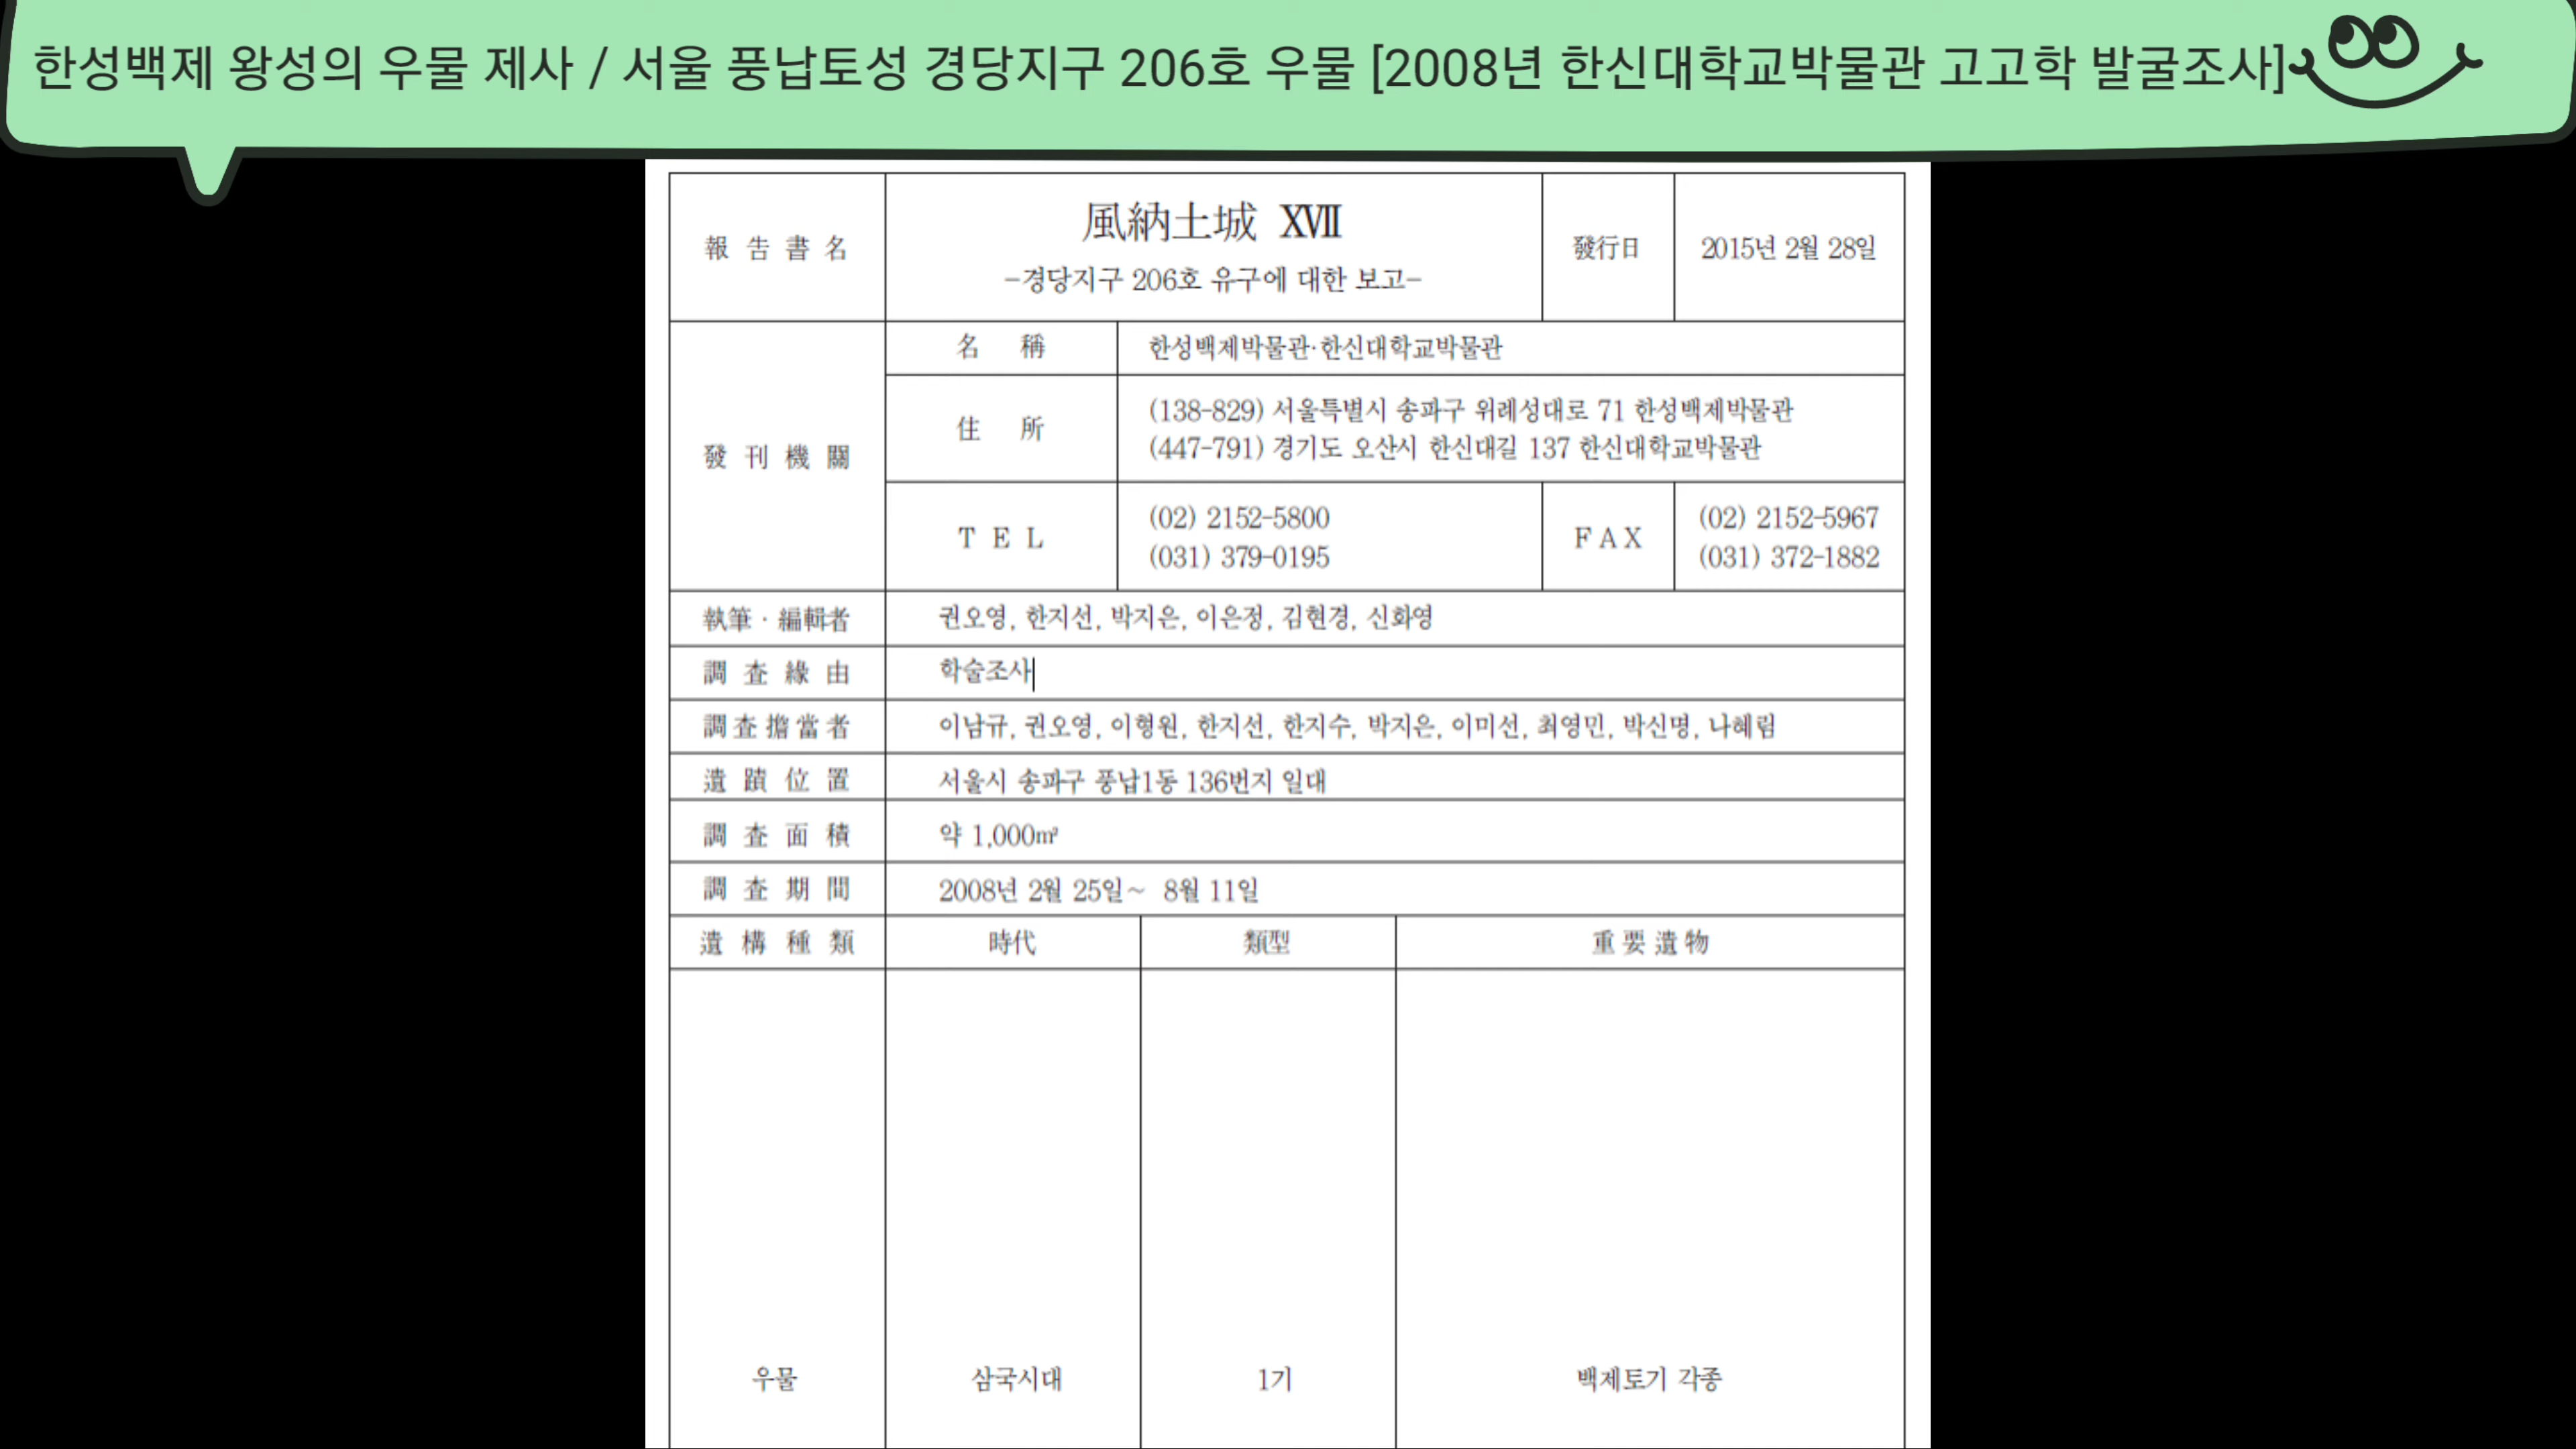 한성백제 왕성의 우물 제사 / 서울 풍납토성 경당지구 206호 우물 [2008년 한신대학교박물관 고고학 발굴조사]
報告書名
風納土城 XVII
-경당지구 206호 유구에 대한 보고-
發行日
2015년 2월 28일
發刊機關
名稱
한성백제박물관·한신대학교박물관
住所
(138-829) 서울특별시 송파구 위례성대로 71 한성백제박물관
(447-791) 경기도 오산시 한신대길 137 한신대학교박물관
TEL
(02) 2152-5800
(031) 379-0195
FAX
(02) 2152-5967
(031) 372-1882
執筆·編輯者
권오영, 한지선, 박지은, 이은정, 김현경, 신화영
調査緣由
학술조사
調査擔當者
이남규, 권오영, 이형원, 한지선, 한지수, 박지은, 이미선, 최영민, 박신명, 나혜림
遺蹟位置
서울시 송파구 풍납1동 136번지 일대
調査面積
약 1,000㎡
調査期間
2008년 2월 25일~ 8월 11일
遺構種類
時代
類型
重要遺物
우물
삼국시대
1기
백제토기 각종